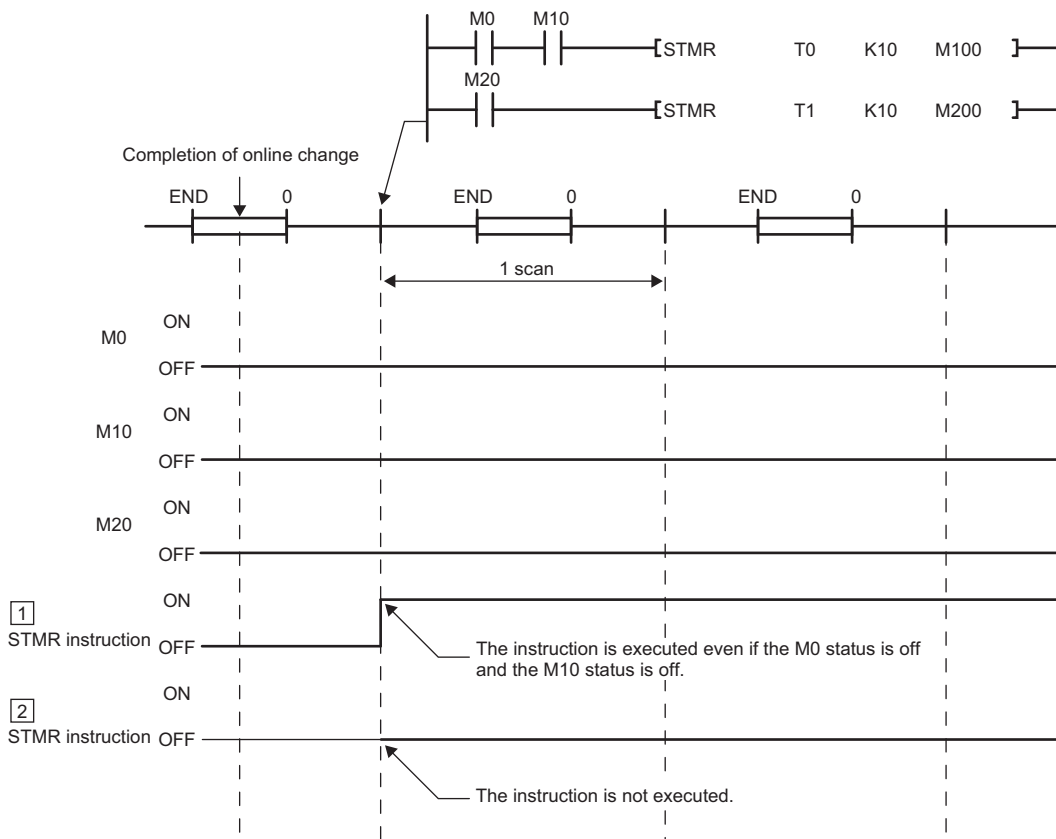 M0 M10
[STMR T0 K10 M100 ]
M20
[STMR T1 K10 M200 ]
Completion of online change
END 0 END 0 END 0
1 scan
ON
M0
OFF
ON
M10
OFF
ON
M20
OFF
ON
1
STMR instruction OFF
The instruction is executed even if the M0 status is off
and the M10 status is off.
ON
2
STMR instruction OFF
The instruction is not executed.